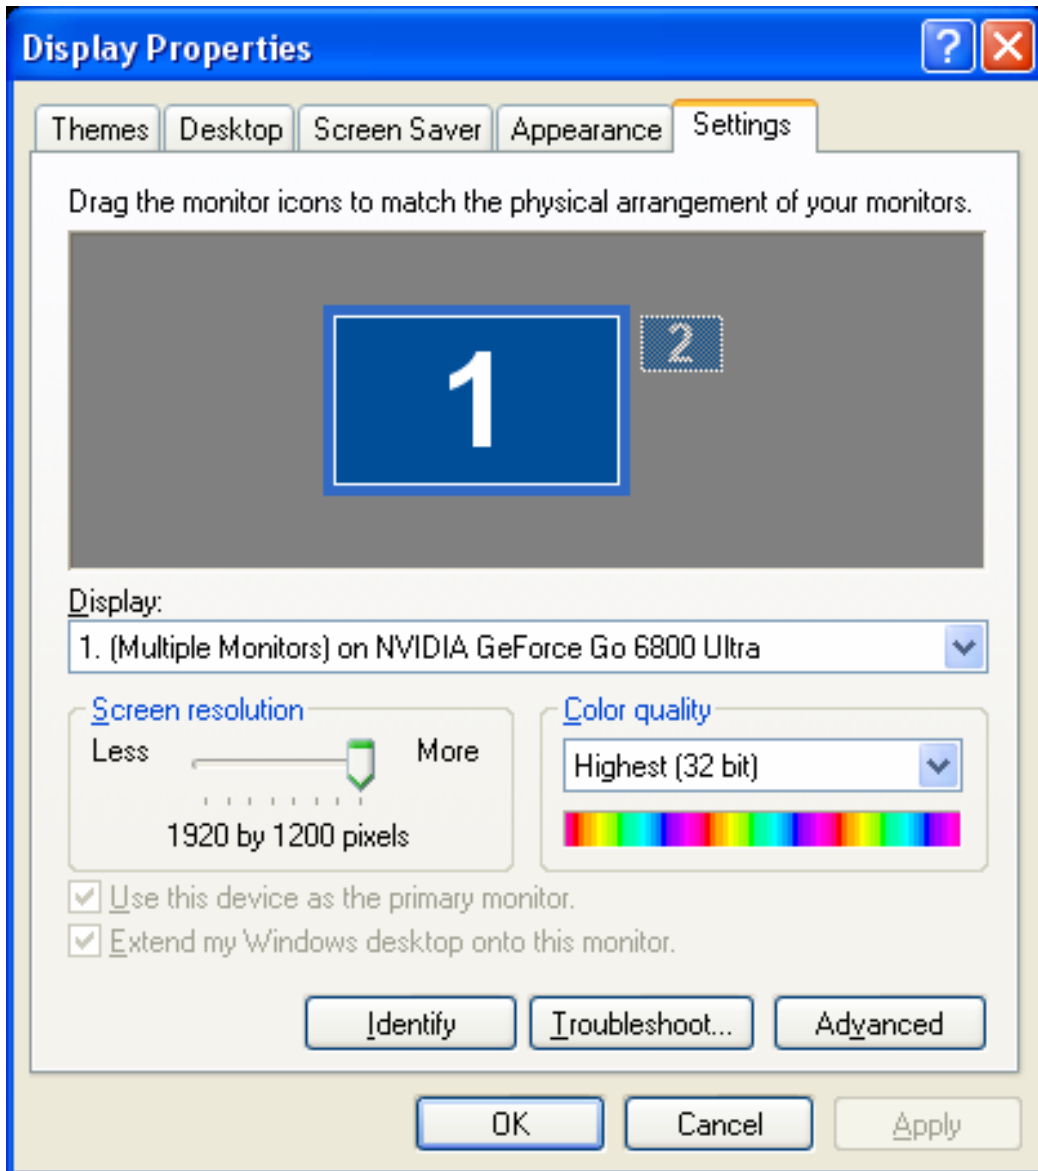 Display Properties
Themes Desktop Screen Saver Appearance Settings
Drag the monitor icons to match the physical arrangement of your monitors.
1 2
Display:
1. (Multiple Monitors) on NVIDIA GeForce Go 6800 Ultra
Screen resolution
Less More
1920 by 1200 pixels
Color quality
Highest (32 bit)
Use this device as the primary monitor.
Extend my Windows desktop onto this monitor.
Identify Troubleshoot... Advanced
OK Cancel Apply